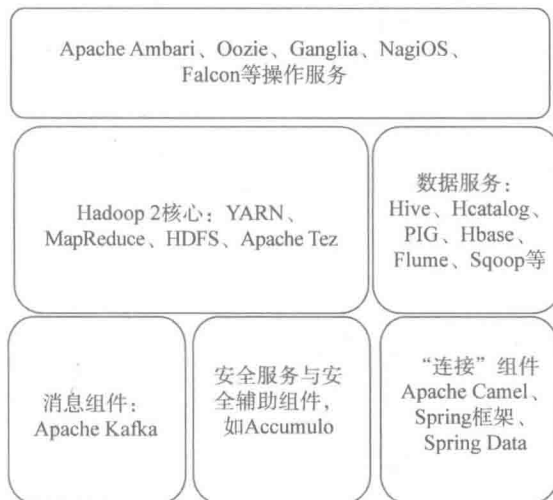 Apache Ambari、Oozie、Ganglia、NagiOS、
Falcon等操作服务
Hadoop 2核心：YARN、
MapReduce、HDFS、Apache Tez
数据服务：
Hive、Hcatalog、
PIG、Hbase、
Flume、Sqoop等
消息组件：
Apache Kafka
安全服务与安
全辅助组件，
如Accumulo
“连接”组件
Apache Camel、
Spring框架、
Spring Data